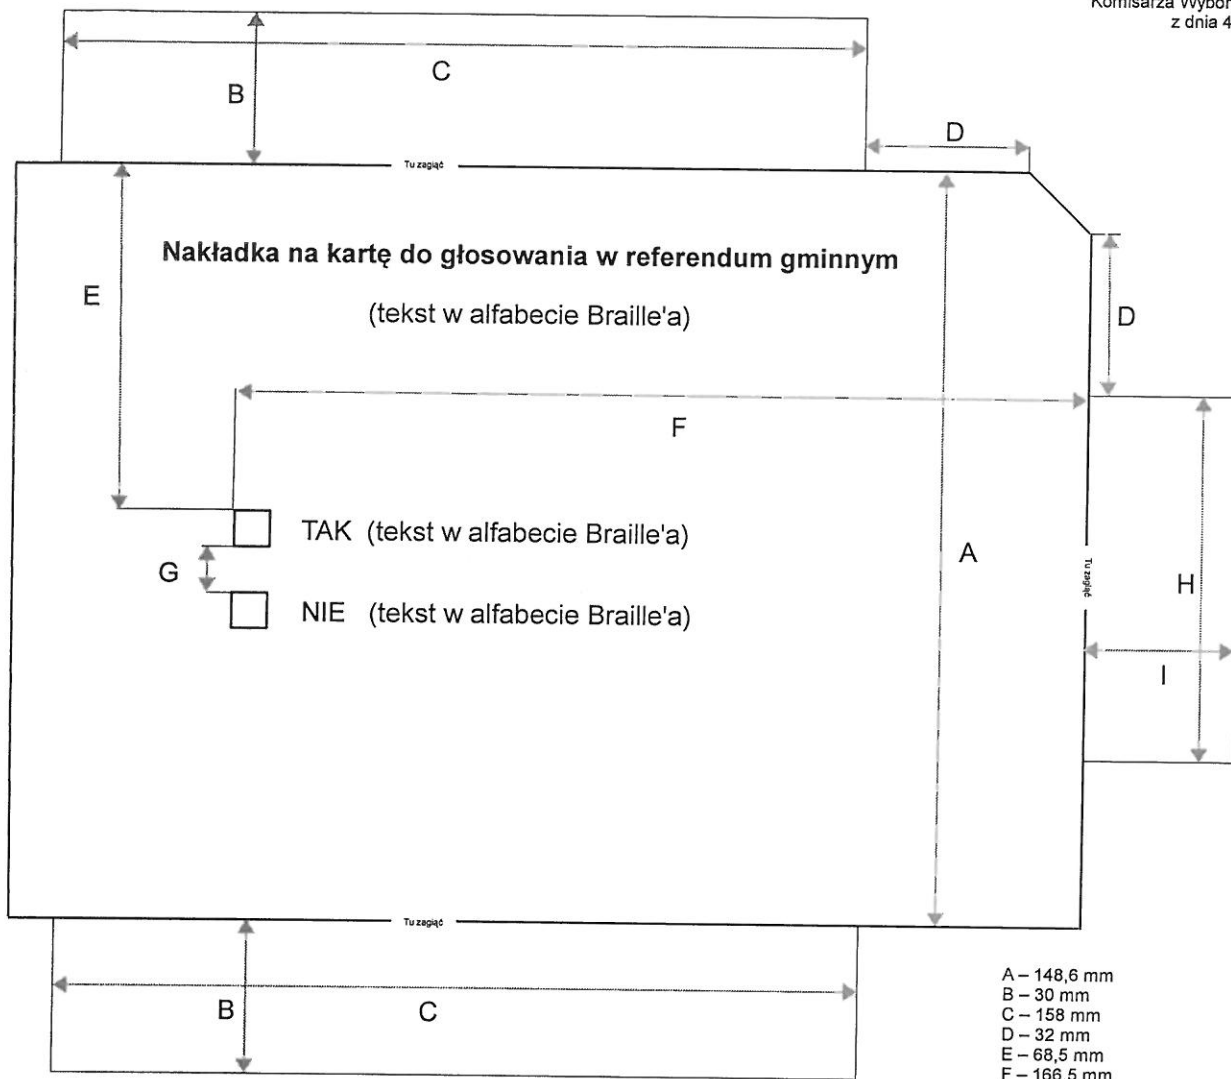 Komisarza Wybor
z dnia 4
C
B
D
Tu zagiąć
Nakładka na kartę do głosowania w referendum gminnym
E
(tekst w alfabecie Braille'a)
D
F
TAK (tekst w alfabecie Braille'a)
A
G
Tu zagiąć
H
NIE (tekst w alfabecie Braille'a)
I
Tu zagiąć
B
C
A – 148,6 mm
B – 30 mm
C – 158 mm
D – 32 mm
E – 68,5 mm
F – 166,5 mm